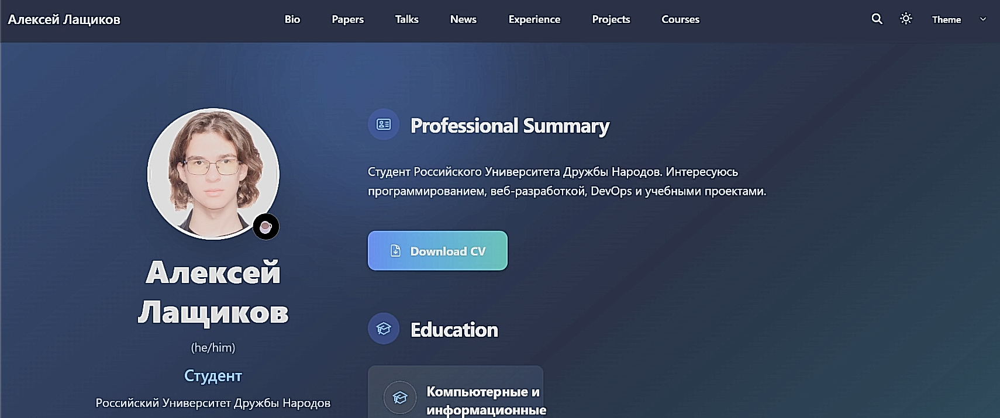 Алексей Лащиков
Bio
Papers
Talks
News
Experience
Projects
Courses
Theme
Алексей
Лащиков
(he/him)
Студент
Российский Университет Дружбы Народов
Professional Summary
Студент Российского Университета Дружбы Народов. Интересуюсь
программированием, веб-разработкой, DevOps и учебными проектами.
Download CV
Education
Компьютерные и
информационные